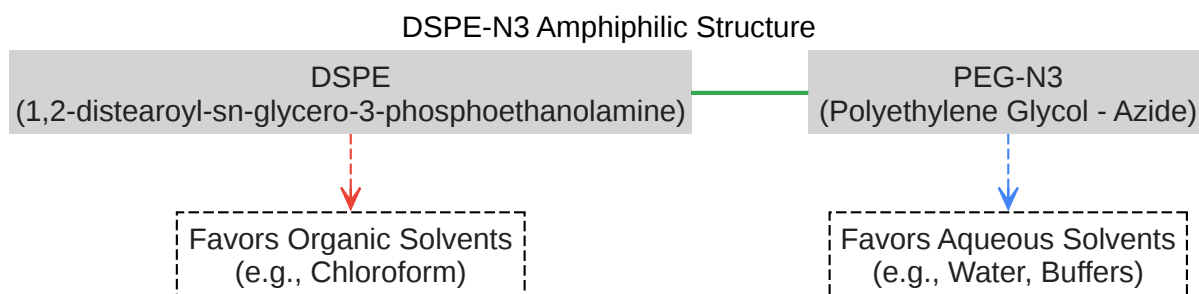 DSPE-N3 Amphiphilic Structure
DSPE
(1,2-distearoyl-sn-glycero-3-phosphoethanolamine)
PEG-N3
(Polyethylene Glycol - Azide)
Favors Organic Solvents
(e.g., Chloroform)
Favors Aqueous Solvents
(e.g., Water, Buffers)